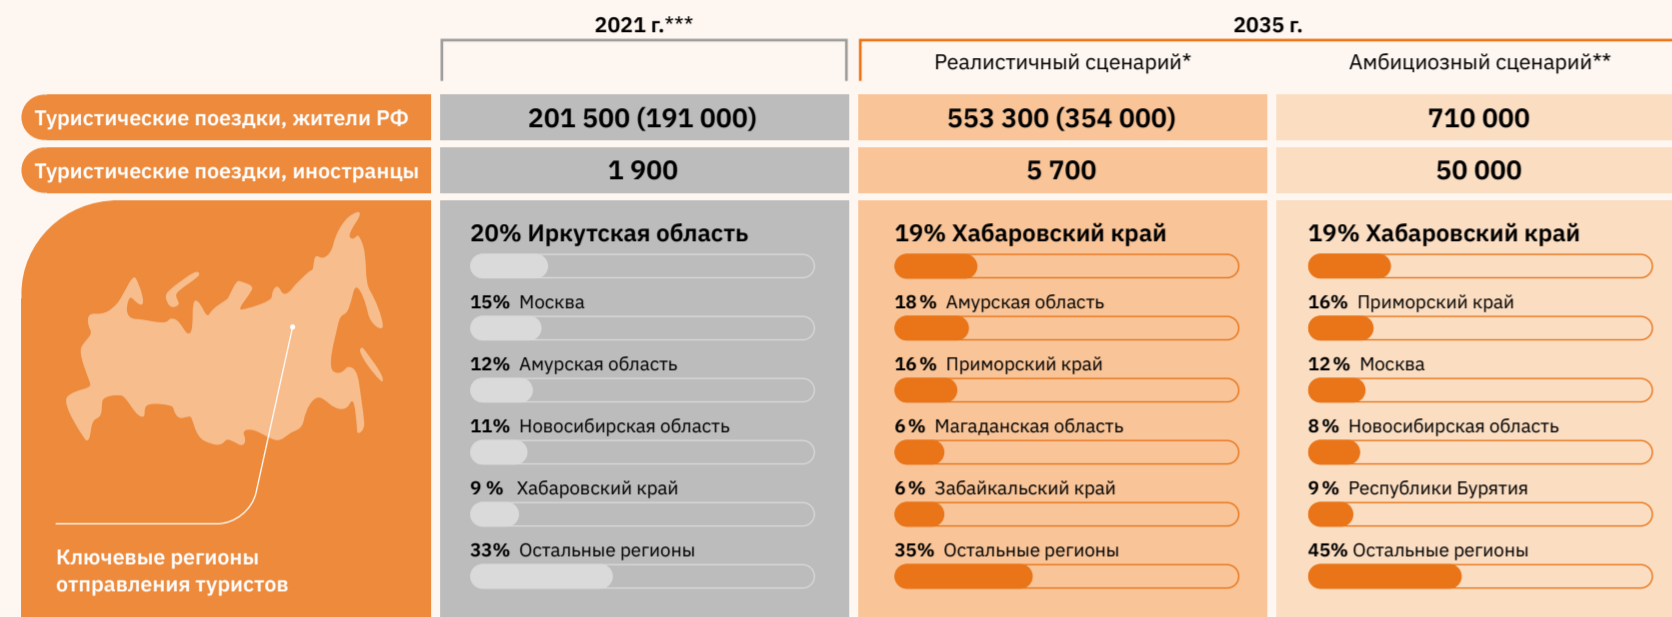 2021 г.***
2035 г.
Реалистичный сценарий*
Амбициозный сценарий**
Туристические поездки, жители РФ
201 500 (191 000)
553 300 (354 000)
710 000
Туристические поездки, иностранцы
1 900
5 700
50 000
Ключевые регионы
отправления туристов
20% Иркутская область
15% Москва
12% Амурская область
11% Новосибирская область
9 % Хабаровский край
33% Остальные регионы
19% Хабаровский край
18% Амурская область
16% Приморский край
6% Магаданская область
6% Забайкальский край
35% Остальные регионы
19% Хабаровский край
16% Приморский край
12% Москва
8% Новосибирская область
9% Республики Бурятия
45% Остальные регионы